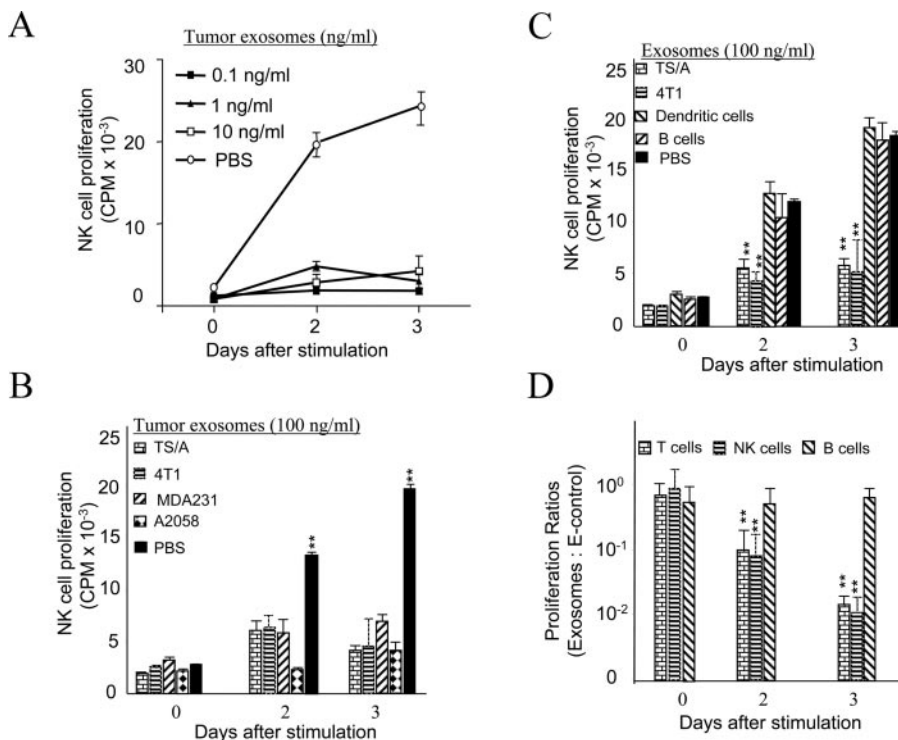 A
Tumor exosomes (ng/ml)
30
20
10
0
NK cell proliferation
(CPM x 10-3)
0.1 ng/ml
1 ng/ml
10 ng/ml
PBS
0 2 3
Days after stimulation
B
Tumor exosomes (100 ng/ml)
25
20
15
10
5
0
NK cell proliferation
(CPM x 10-3)
TS/A
4T1
MDA231
A2058
PBS
**
**
0 2 3
Days after stimulation
C
Exosomes (100 ng/ml)
25
20
15
10
5
0
NK cell proliferation
(CPM x 10-3)
TS/A
4T1
Dendritic cells
B cells
PBS
** **
** **
0 2 3
Days after stimulation
D
T cells NK cells B cells
100
10-1
10-2
0
Proliferation Ratios
(Exosomes : E-control)
** **
** **
0 2 3
Days after stimulation